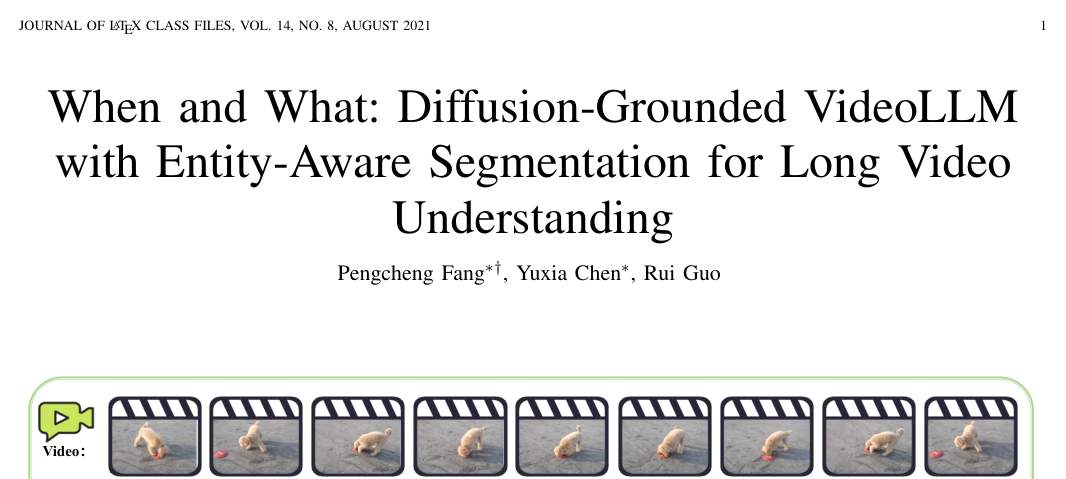 JOURNAL OF LATEX CLASS FILES, VOL. 14, NO. 8, AUGUST 2021 1
When and What: Diffusion-Grounded VideoLLM
with Entity-Aware Segmentation for Long Video
Understanding
Pengcheng Fang*†, Yuxia Chen*, Rui Guo
Video: